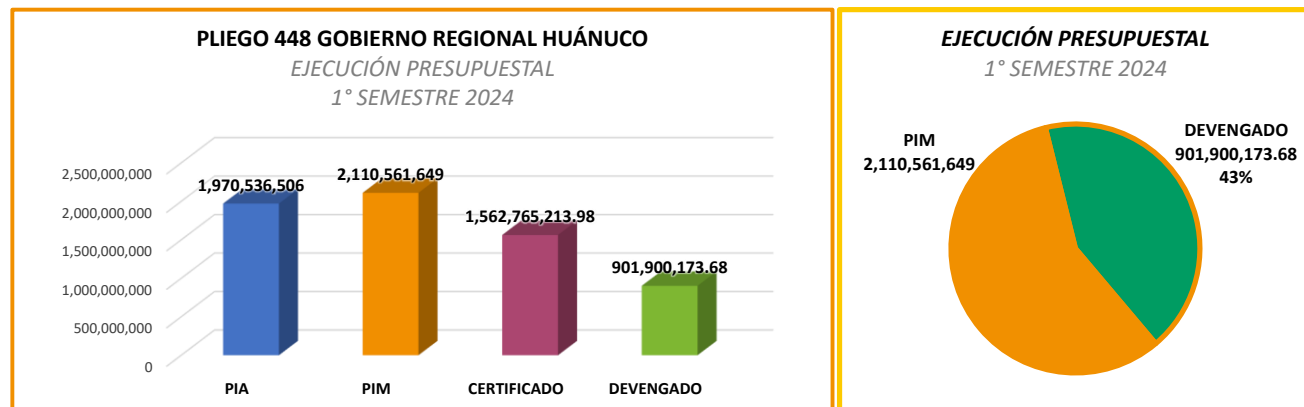 PLIEGO 448 GOBIERNO REGIONAL HUÁNUCO
EJECUCIÓN PRESUPUESTAL
1° SEMESTRE 2024
2,500,000,000
2,000,000,000
1,500,000,000
1,000,000,000
500,000,000
0
1,970,536,506
2,110,561,649
1,562,765,213.98
901,900,173.68
PIA
PIM
CERTIFICADO
DEVENGADO
EJECUCIÓN PRESUPUESTAL
1° SEMESTRE 2024
PIM
2,110,561,649
DEVENGADO
901,900,173.68
43%